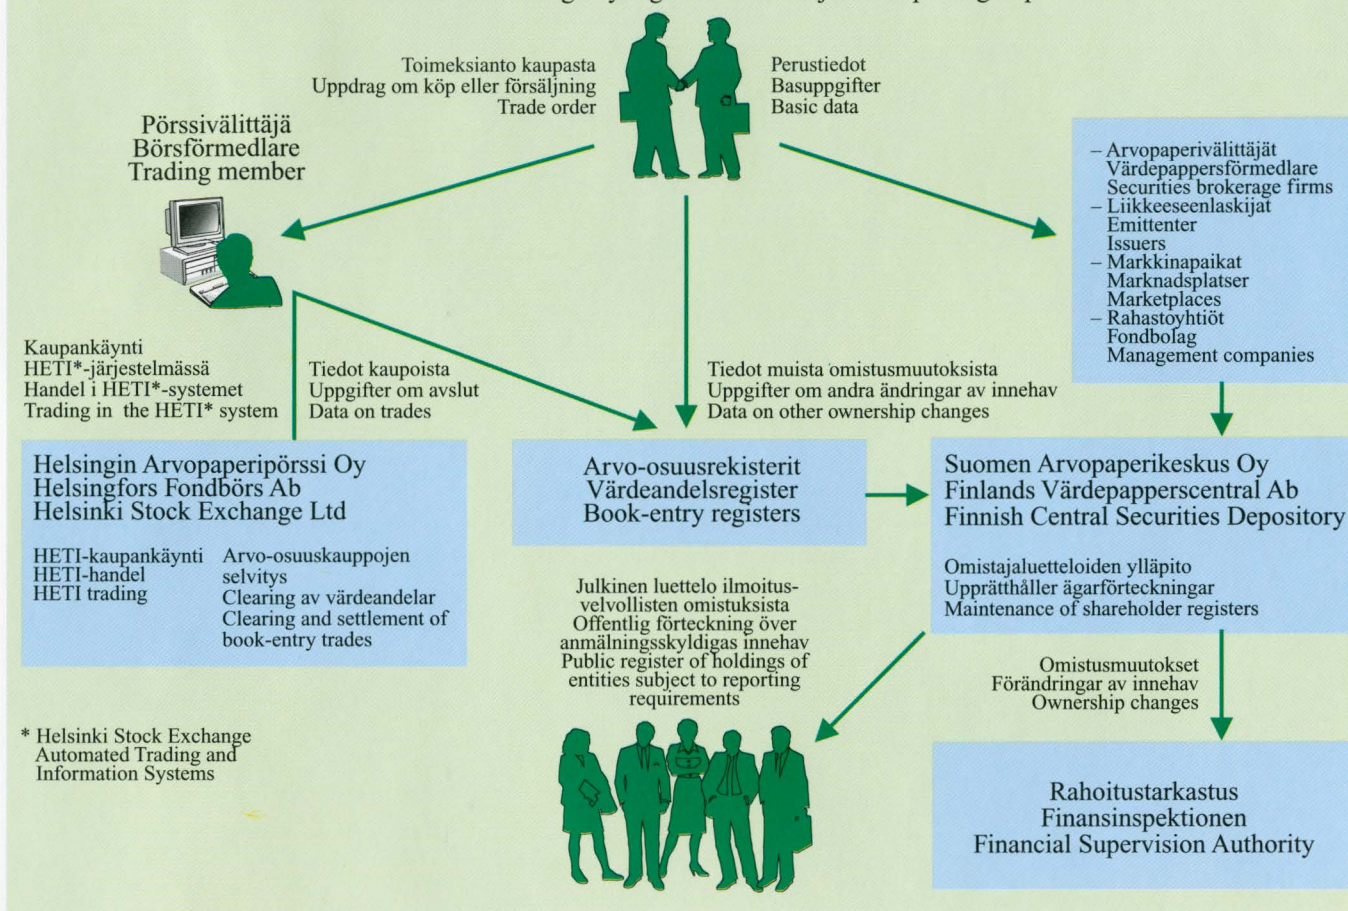 Toimeksianto kaupasta
Uppdrag om köp eller försäljning
Trade order
Perustiedot
Basuppgifter
Basic data
Pörssivälittäjä
Börsförmedlare
Trading member
– Arvopaperivälittäjät
Värdepappersförmedlare
Securities brokerage firms
– Liikkeeseenlaskijat
Emittenter
Issuers
– Markkinapaikat
Marknadsplatser
Marketplaces
– Rahastoyhtiöt
Fondbolag
Management companies
Kaupankäynti
HETI*-järjestelmässä
Handel i HETI*-systemet
Trading in the HETI* system
Tiedot kaupoista
Uppgifter om avslut
Data on trades
Tiedot muista omistusmuutoksista
Uppgifter om andra ändringar av innehav
Data on other ownership changes
Helsingin Arvopaperipörssi Oy
Helsingfors Fondbörs Ab
Helsinki Stock Exchange Ltd
HETI-kaupankäynti
HETI-handel
HETI trading
Arvo-osuuskauppojen
selvitys
Clearing av värdeandelar
Clearing and settlement of
book-entry trades
Arvo-osuusrekisterit
Värdeandelsregister
Book-entry registers
Suomen Arvopaperikeskus Oy
Finlands Värdepapperscentral Ab
Finnish Central Securities Depository
Omistajaluetteloiden ylläpito
Upprätthåller ägarförteckningar
Maintenance of shareholder registers
Julkinen luettelo ilmoitus-
velvollisten omistuksista
Offentlig förteckning över
anmälningsskyldigas innehav
Public register of holdings of
entities subject to reporting
requirements
Omistusmuutokset
Förändringar av innehav
Ownership changes
* Helsinki Stock Exchange
Automated Trading and
Information Systems
Rahoitustarkastus
Finansinspektionen
Financial Supervision Authority